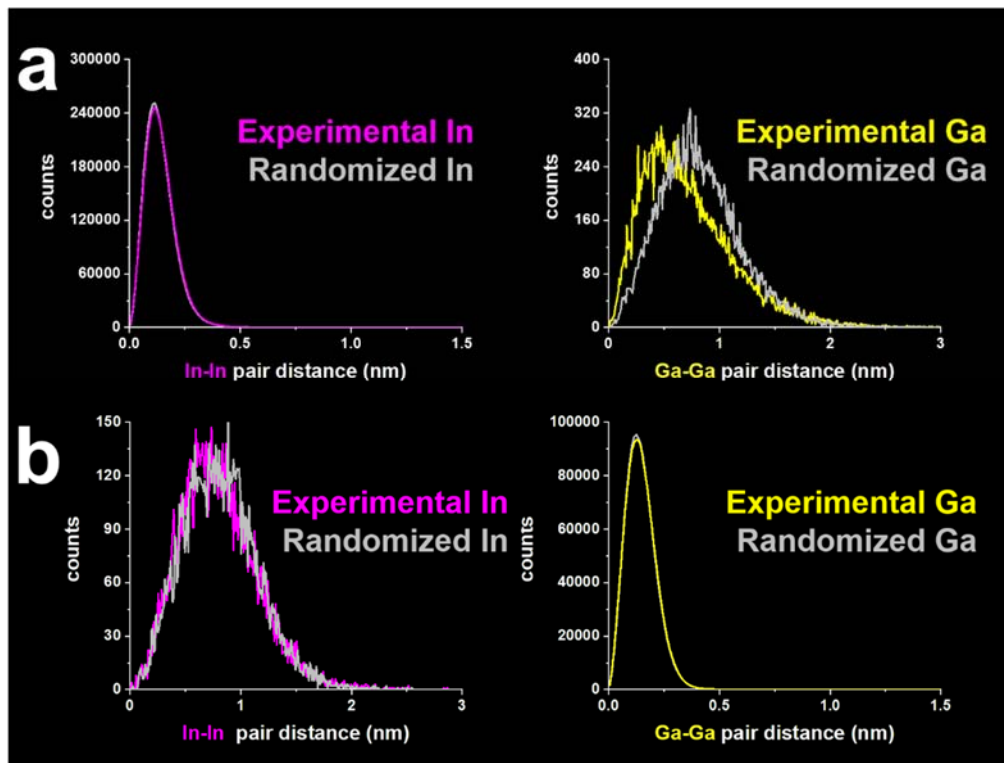 a
300000
240000
180000
120000
60000
0
counts
Experimental In
Randomized In
0.0 0.5 1.0 1.5
In-In pair distance (nm)
400
320
240
160
80
0
counts
Experimental Ga
Randomized Ga
0 1 2 3
Ga-Ga pair distance (nm)
b
150
120
90
60
30
0
counts
Experimental In
Randomized In
0 1 2 3
In-In pair distance (nm)
100000
80000
60000
40000
20000
0
counts
Experimental Ga
Randomized Ga
0.0 0.5 1.0 1.5
Ga-Ga pair distance (nm)